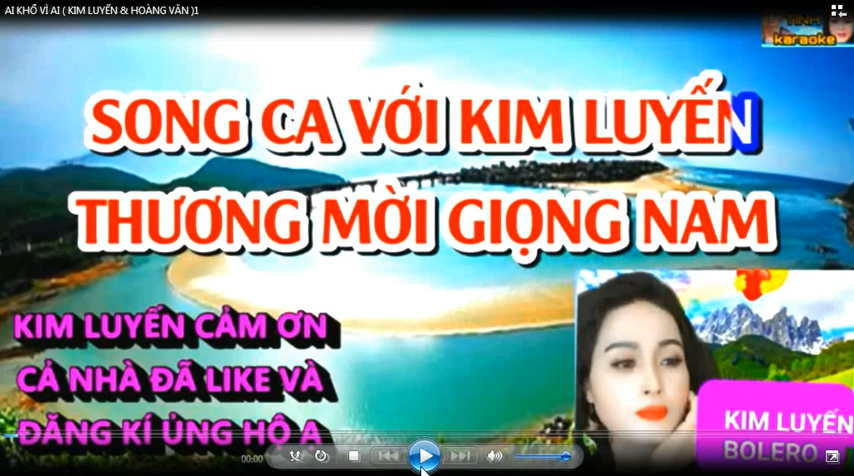 AI KHỔ VÌ AI ( KIM LUYẾN & HOÀNG VĂN )1
TÌNH
karaoke
SONG CA VỚI KIM LUYẾN
THƯƠNG MỜI GIỌNG NAM
KIM LUYẾN CẢM ƠN
CẢ NHÀ ĐÃ LIKE VÀ
ĐĂNG KÍ ỦNG HỘ A
KIM LUYẾN
BOLERO
00:00